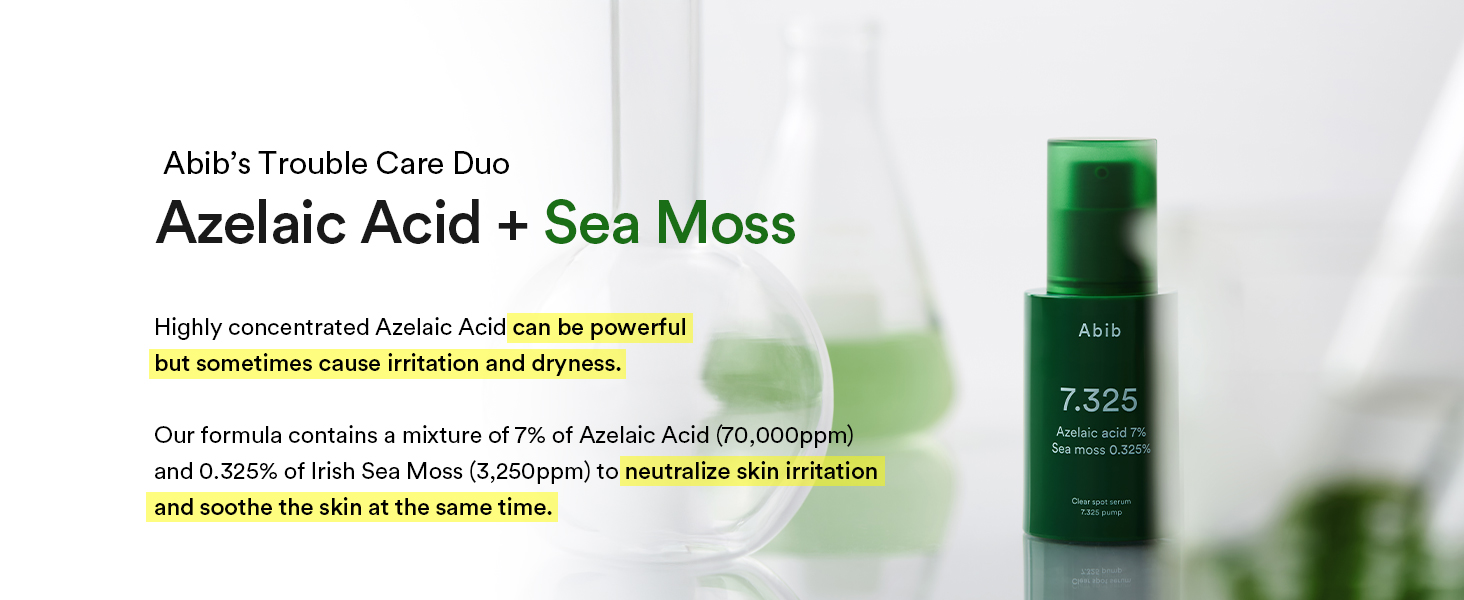 Abib's Trouble Care Duo
Azelaic Acid + Sea Moss
Highly concentrated Azelaic Acid can be powerful
but sometimes cause irritation and dryness.
Our formula contains a mixture of 7% of Azelaic Acid (70,000ppm)
and 0.325% of Irish Sea Moss (3,250ppm) to neutralize skin irritation
and soothe the skin at the same time.
Abib
7.325
Azelaic acid 7%
Sea moss 0.325%
Clear spot serum
7.325 pump